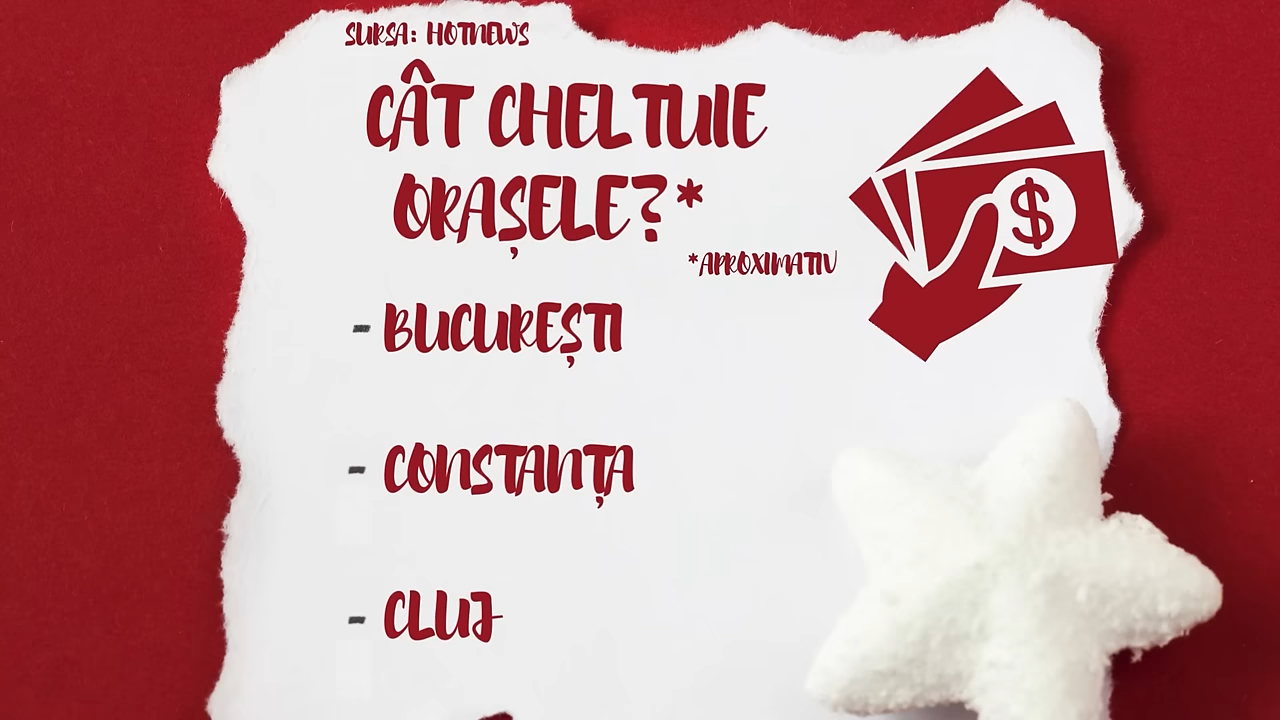 SURSA: HOTNEWS
CÂT CHELTUIE
ORAȘELE?*
*APROXIMATIV
- BUCUREȘTI
- CONSTANȚA
- CLUJ
$